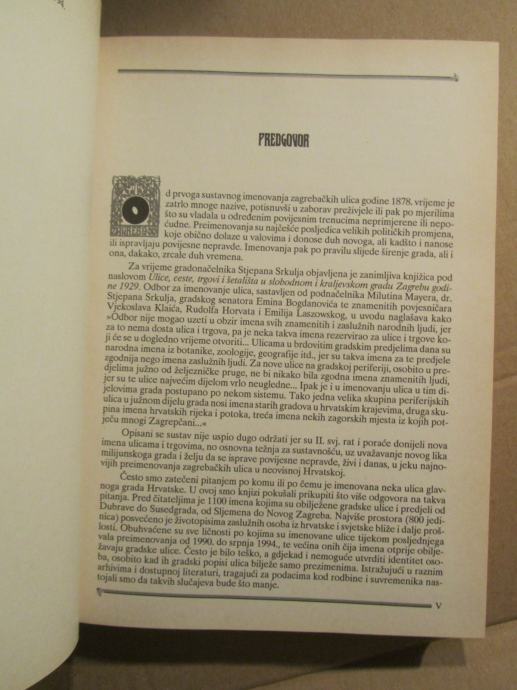 PREDGOVOR
O
ZAGREB
d prvoga sustavnog imenovanja zagrebačkih ulica godine 1878. vrijeme je
zatrlo mnoge nazive, potisnuvši u zaborav preživjele ili pak po mjerilima
što su vladala u određenim povijesnim trenucima neprimjerene ili nepo-
ćudne. Preimenovanja su najčešće posljedica velikih političkih promjena,
koje obično dolaze u valovima i donose duh novoga, ali kadšto i nanose
ili ispravljaju povijesne nepravde. Imenovanja pak po pravilu slijede širenje grada, ali i
ona, dakako, zrcale duh vremena.
Za vrijeme gradonačelnika Stjepana Srkulja objavljena je zanimljiva knjižica pod
naslovom Ulice, ceste, trgovi i šetališta u slobodnom i kraljevskom gradu Zagrebu godi-
ne 1929. Odbor za imenovanje ulica, sastavljen od podnačelnika Milutina Mayera, dr.
Stjepana Srkulja, gradskog senatora Emina Bogdanovića te znamenitih povjesničara
Vjekoslava Klaića, Rudolfa Horvata i Emilija Laszowskog, u uvodu naglašava kako
»Odbor nije mogao uzeti u obzir imena svih znamenitih i zaslužnih narodnih ljudi, jer
za to nema dosta ulica i trgova, pa je neka takva imena rezervirao za ulice i trgove ko-
ji će se u dogledno vrijeme otvoriti... Ulicama u brdovitim gradskim predjelima dana su
narodna imena iz botanike, zoologije, geografije itd., jer su takva imena za te predjele
zgodnija nego imena zaslužnih ljudi. Za nove ulice na gradskoj periferiji, osobito u pre-
djelima južno od željezničke pruge, ne bi nikako bila zgodna imena znamenitih ljudi,
jer su te ulice najvećim dijelom vrlo neugledne... Ipak je i u imenovanju ulica u tim di-
jelovima grada postupano po nekom sistemu. Tako jedna velika skupina periferijskih
ulica u južnom dijelu grada nosi imena starih gradova u hrvatskim krajevima, druga sku-
pina imena hrvatskih rijeka i potoka, treća imena nekih zagorskih mjesta iz kojih pot-
ječu mnogi Zagrepčani...«
Opisani se sustav nije uspio dugo održati jer su II. svj. rat i poraće donijeli nova
imena ulicama i trgovima, no osnovna težnja za sustavnošću, uz uvažavanje novog lika
milijunskoga grada i želju da se isprave povijesne nepravde, živi i danas, u jeku najno-
vijih preimenovanja zagrebačkih ulica u neovisnoj Hrvatskoj.
Često smo zatečeni pitanjem po komu ili po čemu je imenovana neka ulica glav-
noga grada Hrvatske. U ovoj smo knjizi pokušali prikupiti što više odgovora na takva
pitanja. Pred čitateljima je 1100 imena kojima su obilježene gradske ulice i predjeli od
Dubrave do Susedgrada, od Sljemena do Novog Zagreba. Najviše prostora (800 jedi-
nica) posvećeno je životopisima zaslužnih osoba iz hrvatske i svjetske bliže i dalje proš-
losti. Obuhvaćene su sve ličnosti po kojima su imenovane ulice tijekom posljednjega
vala preimenovanja od 1990. do srpnja 1994., te većina onih čija imena otprije obilje-
žavaju gradske ulice. Često je bilo teško, a gdjekad i nemoguće utvrditi identitet oso-
ba, osobito kad ih gradski popisi ulica bilježe samo prezimenima. Istražujući u raznim
arhivima i dostupnoj literaturi, tragajući za podacima kod rodbine i suvremenika nas-
tojali smo da takvih slučajeva bude što manje.
V